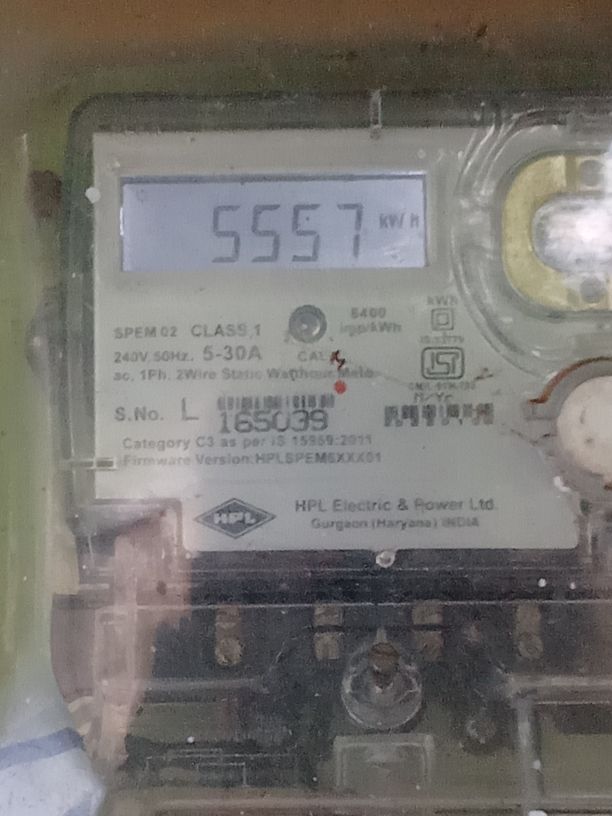 5557 kWh
6400
imp/kWh
kWh
SPEM 02 CLASS.1
240V, 50Hz. 5-30A CAL
ac, 1Ph. 2Wire Static Watthour
S.No. L 165039
Category C3 as per IS 15959:2011
Firmware Version:HPLSPEM6XXX01
HPL
HPL Electric & Power Ltd.
Gurgaon (Haryana) INDIA